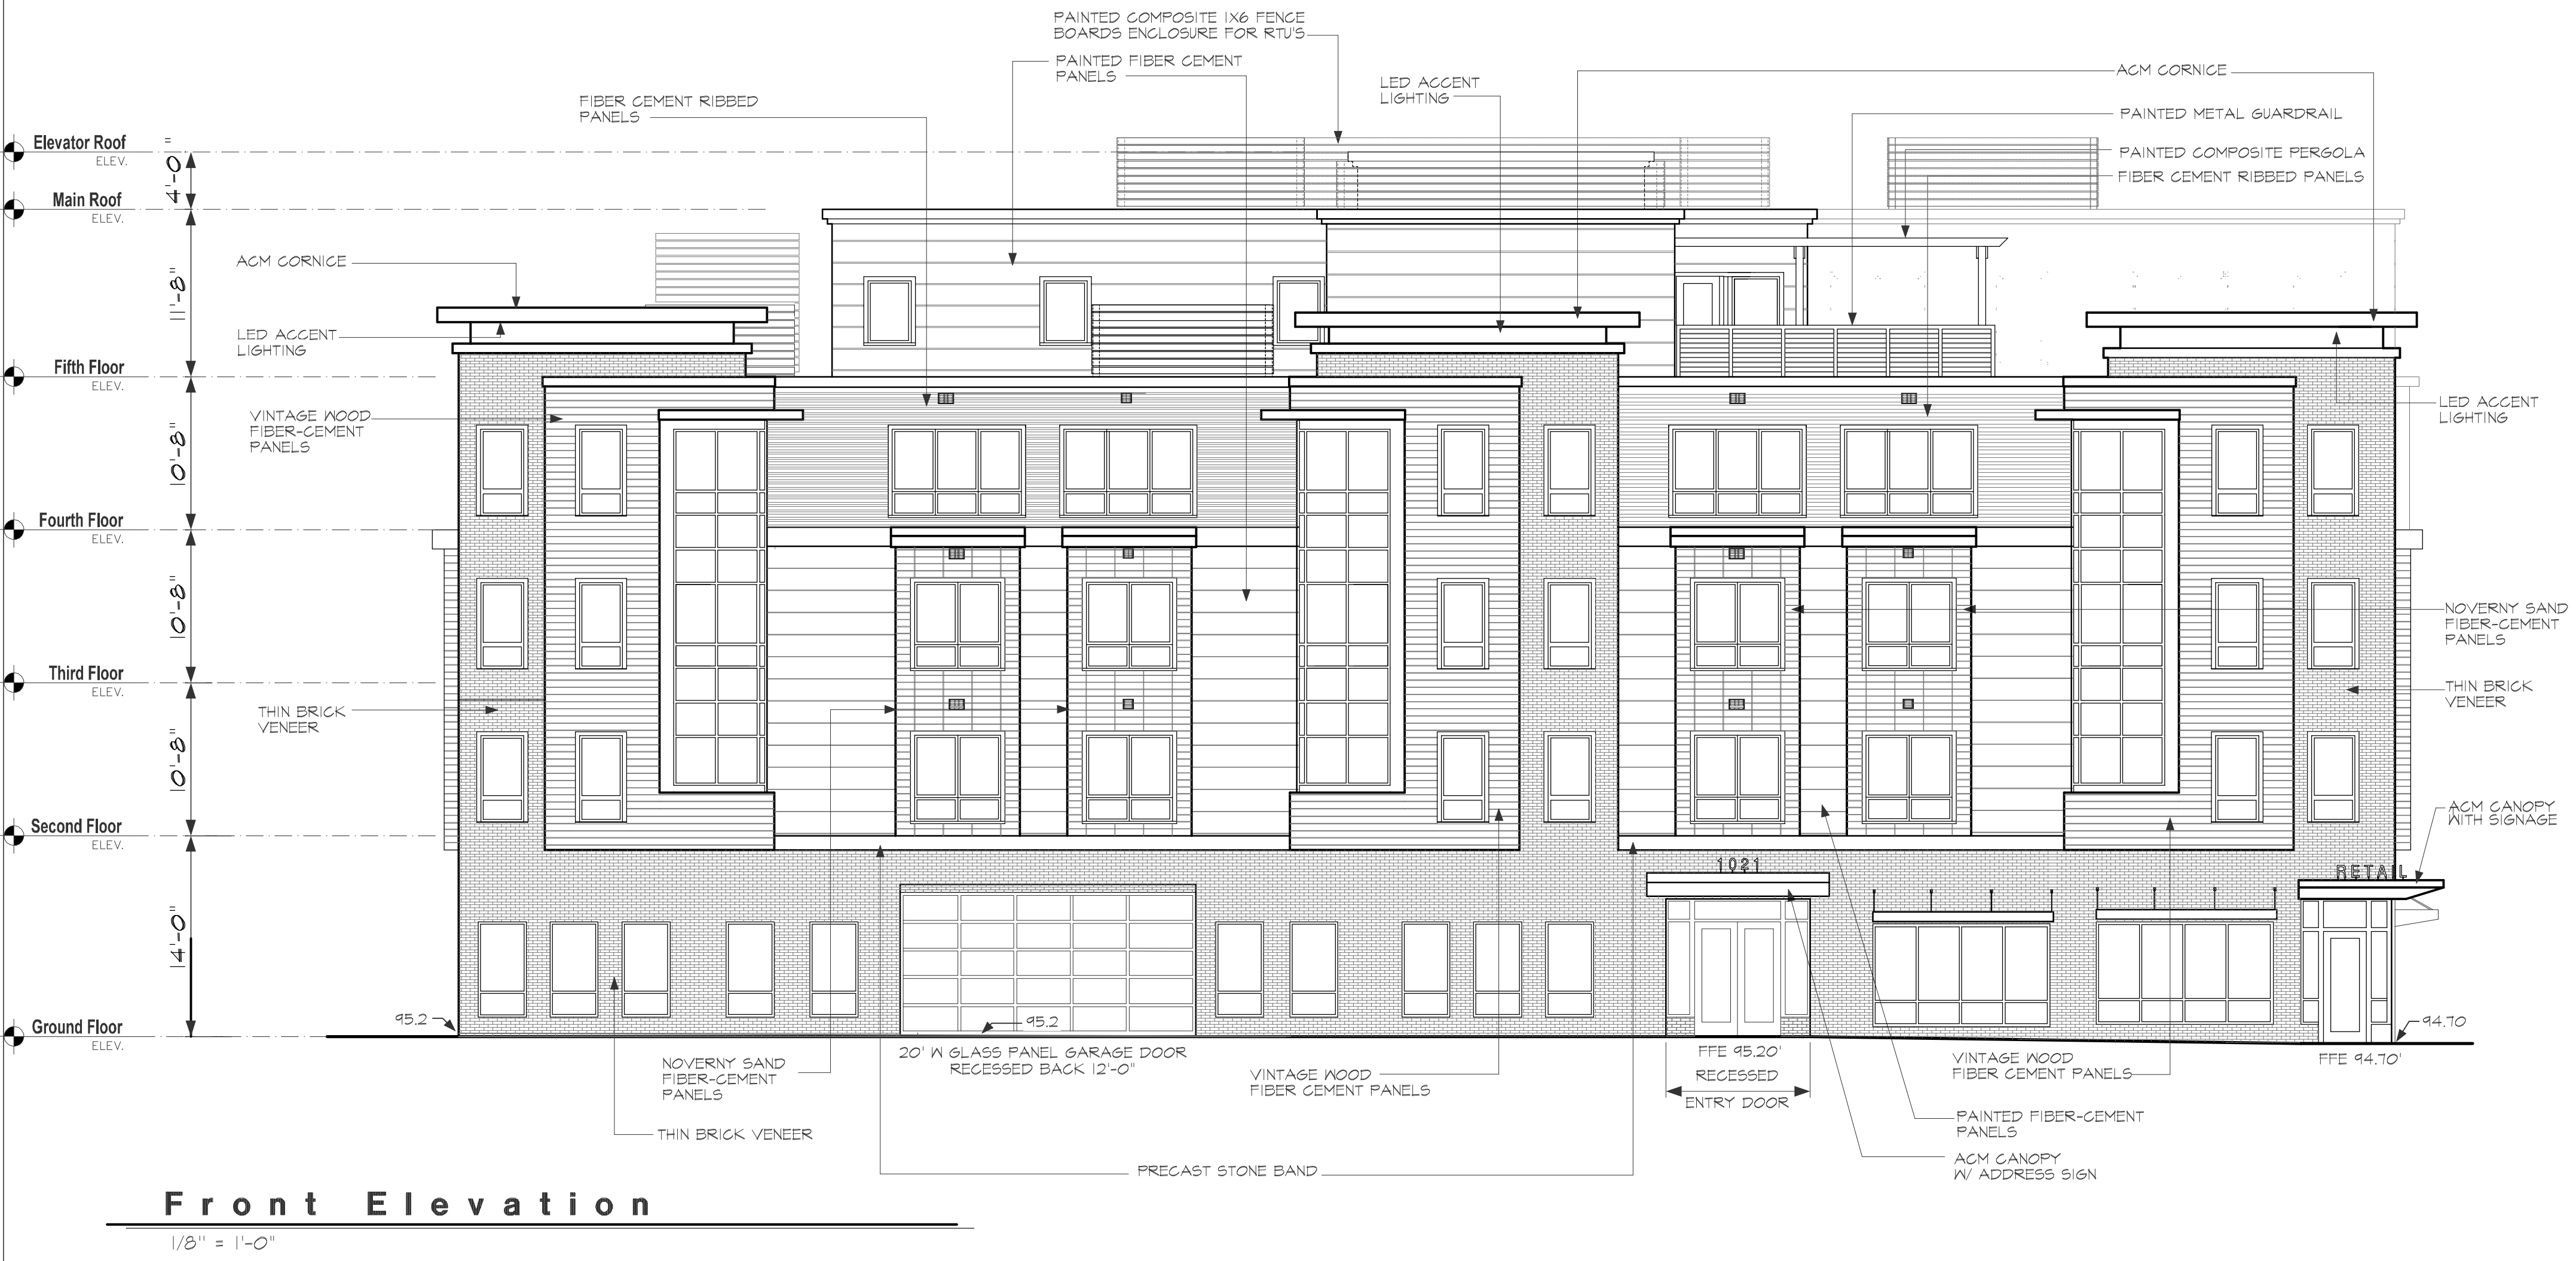 PAINTED COMPOSITE 1X6 FENCE
BOARDS ENCLOSURE FOR RTU'S
PAINTED FIBER CEMENT
PANELS
LED ACCENT
LIGHTING
ACM CORNICE
FIBER CEMENT RIBBED
PANELS
PAINTED METAL GUARDRAIL
PAINTED COMPOSITE PERGOLA
FIBER CEMENT RIBBED PANELS
Elevator Roof
ELEV.
4'-0"
Main Roof
ELEV.
11'-8"
ACM CORNICE
LED ACCENT
LIGHTING
Fifth Floor
ELEV.
LED ACCENT
LIGHTING
VINTAGE WOOD
FIBER-CEMENT
PANELS
10'-8"
Fourth Floor
ELEV.
10'-8"
NOVERNY SAND
FIBER-CEMENT
PANELS
Third Floor
ELEV.
THIN BRICK
VENEER
THIN BRICK
VENEER
10'-8"
Second Floor
ELEV.
ACM CANOPY
WITH SIGNAGE
1021
RETAIL
14'-0"
95.2
95.2
94.70
Ground Floor
ELEV.
20' W GLASS PANEL GARAGE DOOR
RECESSED BACK 12'-0"
FFE 95.20'
RECESSED
ENTRY DOOR
FFE 94.70'
NOVERNY SAND
FIBER-CEMENT
PANELS
VINTAGE WOOD
FIBER CEMENT PANELS
VINTAGE WOOD
FIBER CEMENT PANELS
THIN BRICK VENEER
PAINTED FIBER-CEMENT
PANELS
PRECAST STONE BAND
ACM CANOPY
W/ ADDRESS SIGN
Front Elevation
1/8" = 1'-0"